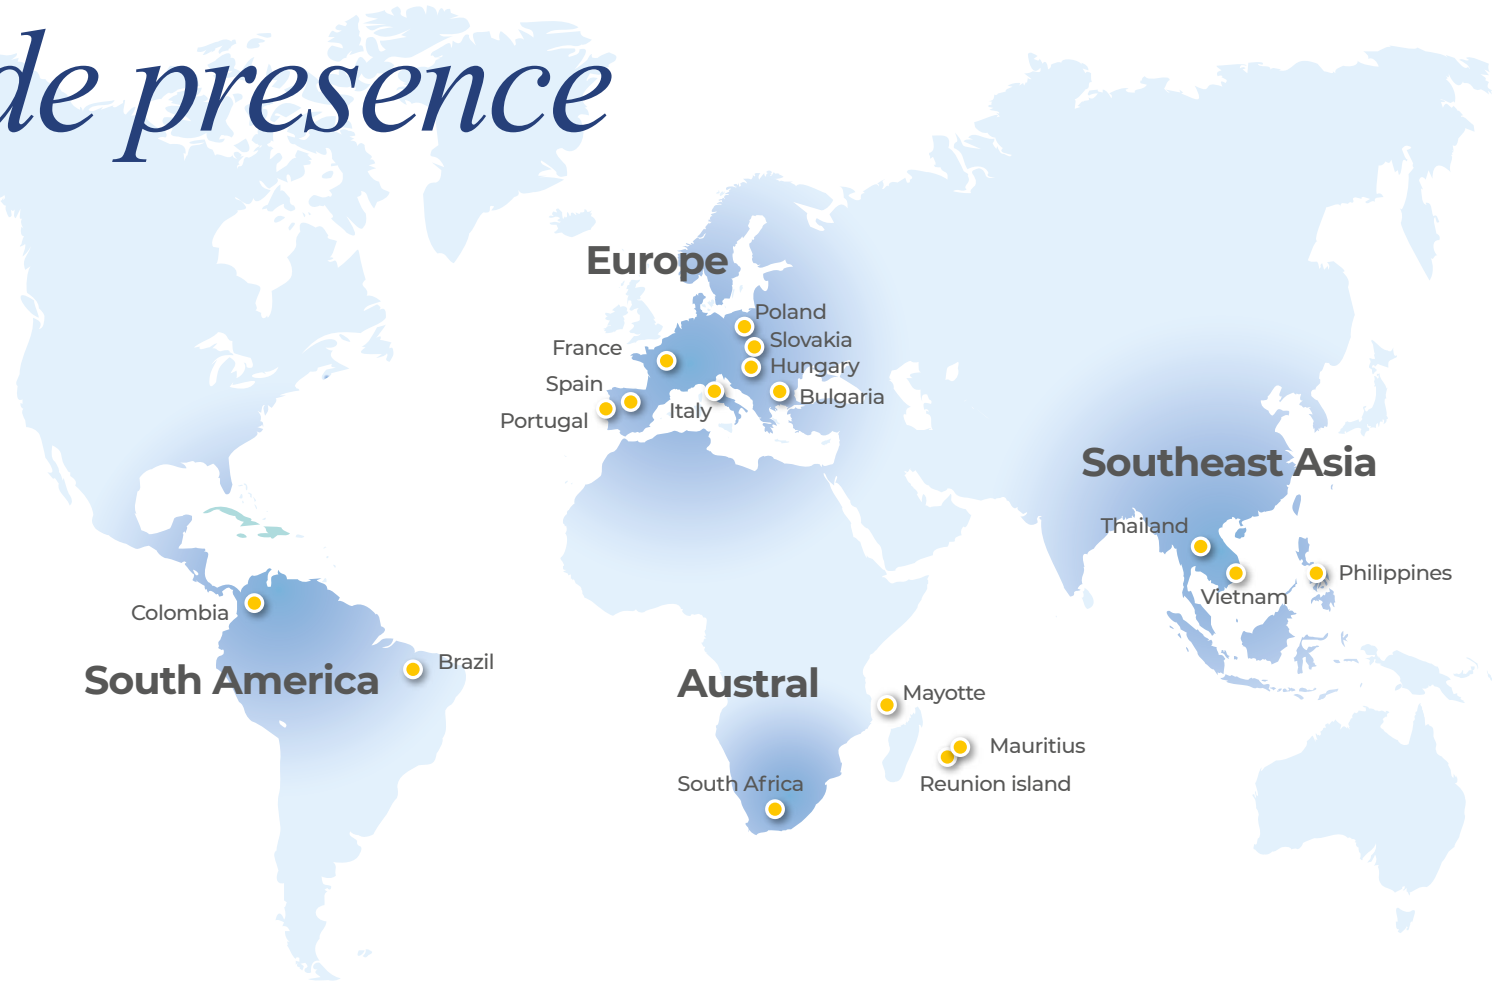 de presence
Europe
Poland
Slovakia
France
Hungary
Spain
Bulgaria
Italy
Portugal
Southeast Asia
Thailand
Philippines
Vietnam
Colombia
Brazil
South America
Austral
Mayotte
Mauritius
South Africa
Reunion island